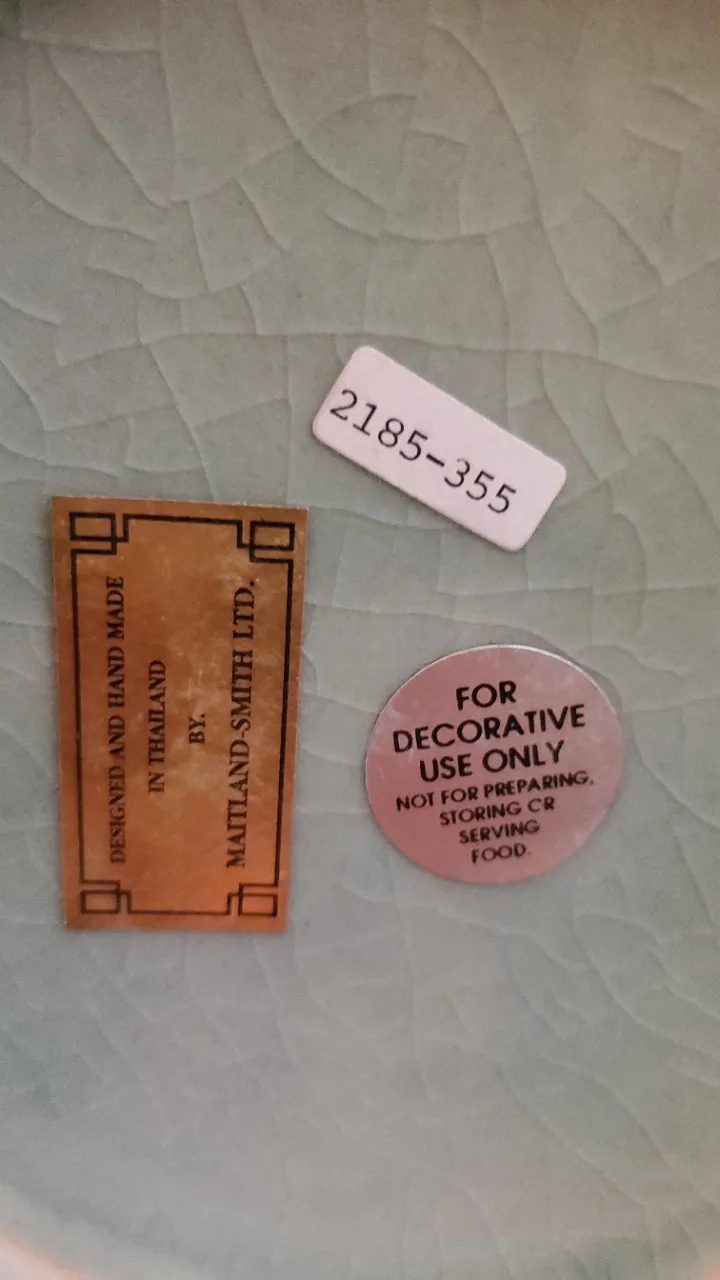 2185-355
DESIGNED AND HAND MADE
IN THAILAND
BY.
MAITLAND-SMITH LTD.
FOR
DECORATIVE
USE ONLY
NOT FOR PREPARING,
STORING CR
SERVING
FOOD.